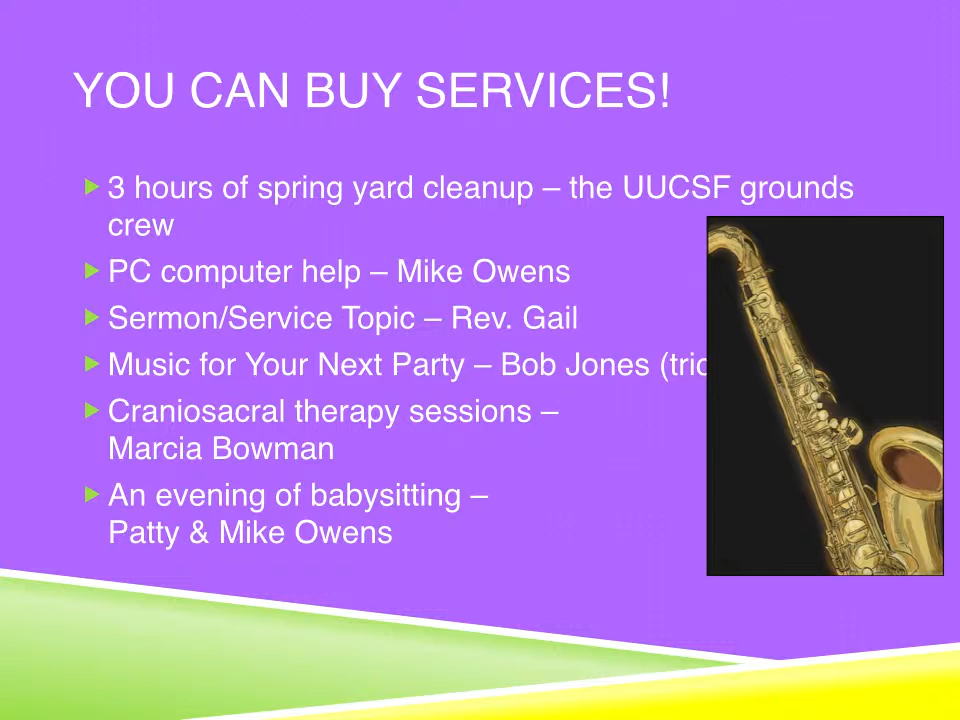 YOU CAN BUY SERVICES!
3 hours of spring yard cleanup – the UUCSF grounds
crew
PC computer help – Mike Owens
Sermon/Service Topic – Rev. Gail
Music for Your Next Party – Bob Jones
Craniosacral therapy sessions –
Marcia Bowman
An evening of babysitting –
Patty & Mike Owens